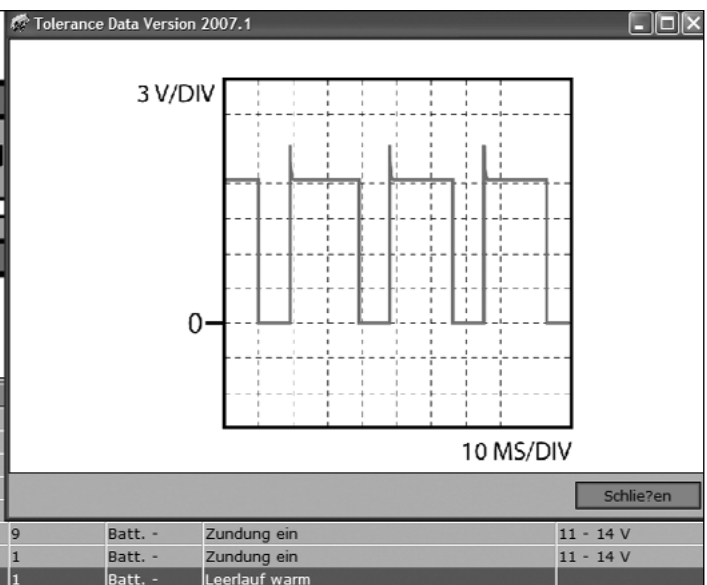 Tolerance Data Version 2007.1
3 V/DIV
0
10 MS/DIV
Schlie?en
9 Batt. - Zundung ein 11 - 14 V
1 Batt. - Zundung ein 11 - 14 V
1 Batt. - Leerlauf warm